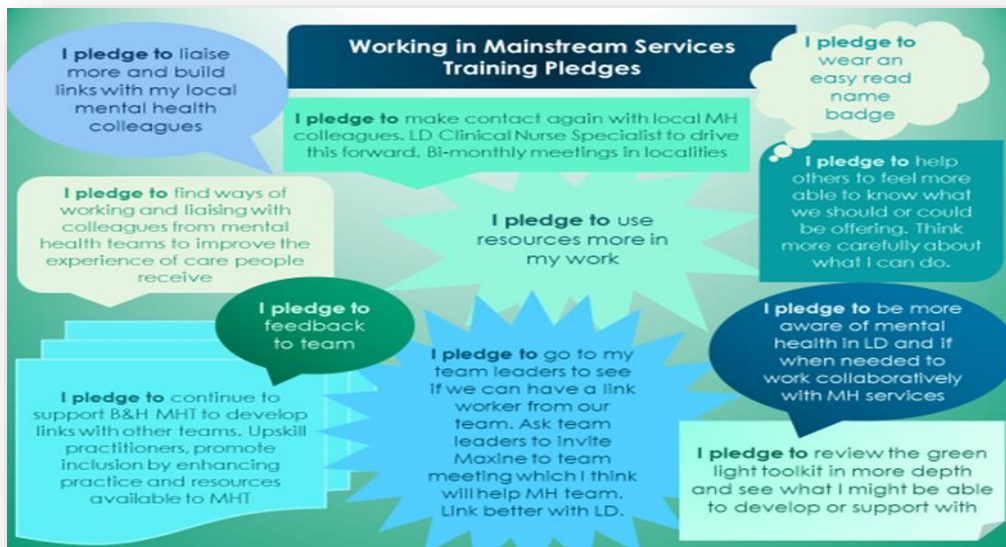 Working in Mainstream Services
Training Pledges
I pledge to liaise
more and build
links with my local
mental health
colleagues
I pledge to make contact again with local MH
colleagues. LD Clinical Nurse Specialist to drive
this forward. Bi-monthly meetings in localities
I pledge to
wear an
easy read
name
badge
I pledge to find ways of
working and liaising with
colleagues from mental
health teams to improve the
experience of care people
receive
I pledge to use
resources more in
my work
I pledge to help
others to feel more
able to know what
we should or could
be offering. Think
more carefully about
what I can do.
I pledge to
feedback
to team
I pledge to continue to
support B&H MHT to develop
links with other teams. Upskill
practitioners, promote
inclusion by enhancing
practice and resources
available to MHT
I pledge to go to my
team leaders to see
if we can have a link
worker from our
team. Ask team
leaders to invite
Maxine to team
meeting which I think
will help MH team.
Link better with LD.
I pledge to be more
aware of mental
health in LD and if
when needed to
work collaboratively
with MH services
I pledge to review the green
light toolkit in more depth
and see what I might be able
to develop or support with